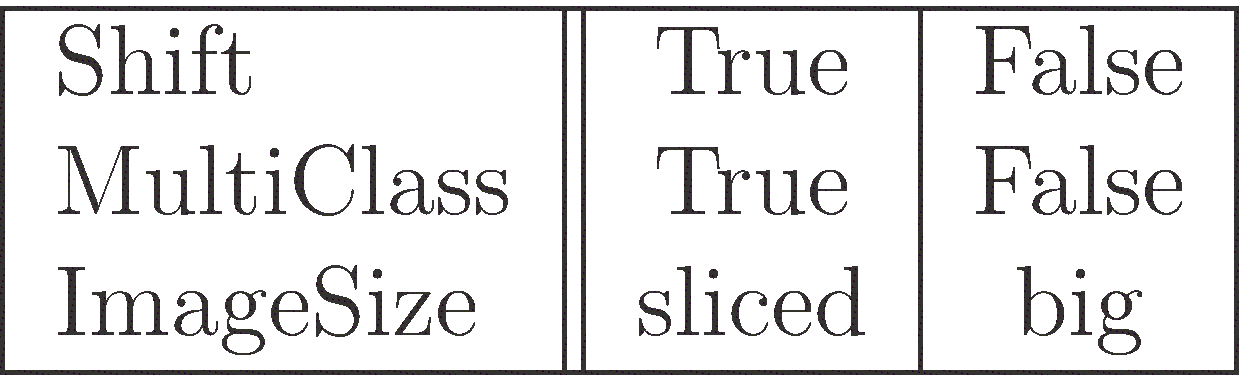 Shift True False
MultiClass True False
ImageSize sliced big